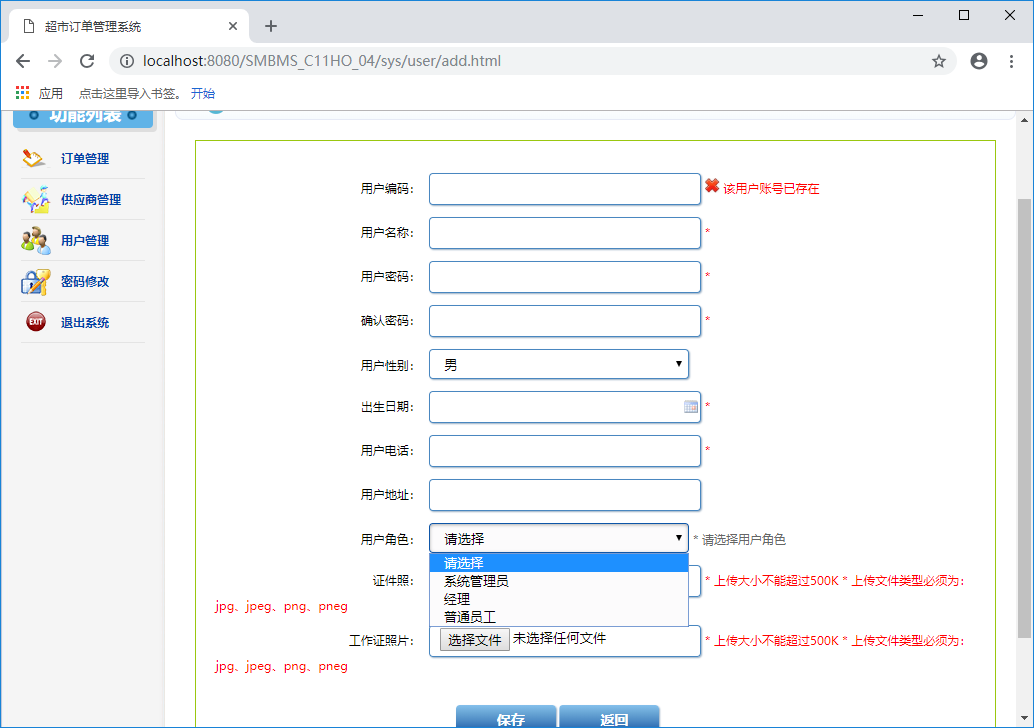 超市订单管理系统
localhost:8080/SMBMS_C11HO_04/sys/user/add.html
应用 点击这里导入书签。 开始
功能列表
订单管理
供应商管理
用户管理
密码修改
EXIT 退出系统
用户编码： 该用户账号已存在
用户名称： *
用户密码： *
确认密码： *
用户性别： 男
出生日期： *
用户电话： *
用户地址：
用户角色： 请选择 * 请选择用户角色
请选择
系统管理员
经理
普通员工
证件照： * 上传大小不能超过500K * 上传文件类型必须为：
jpg、jpeg、png、pneg
工作证照片： 选择文件 未选择任何文件 * 上传大小不能超过500K * 上传文件类型必须为：
jpg、jpeg、png、pneg
保存 返回